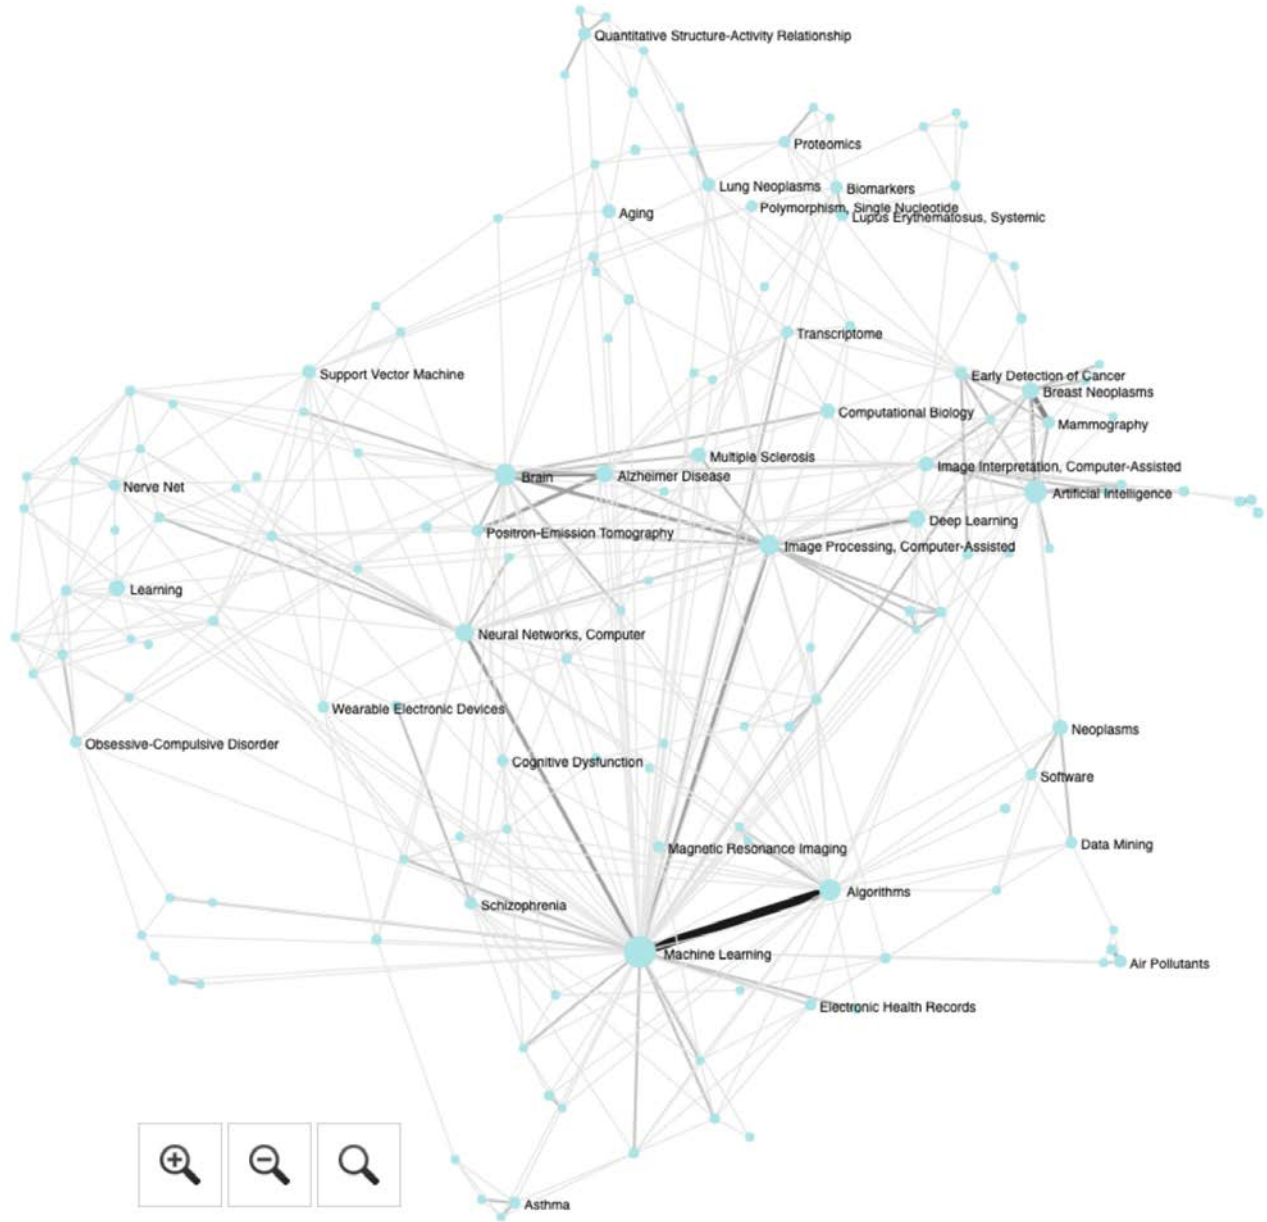 Quantitative Structure-Activity Relationship
Proteomics
Lung Neoplasms
Biomarkers
Polymorphism, Single Nucleotide
Aging
Lupus Erythematosus, Systemic
Transcriptome
Support Vector Machine
Early Detection of Cancer
Breast Neoplasms
Computational Biology
Mammography
Multiple Sclerosis
Image Interpretation, Computer-Assisted
Brain
Alzheimer Disease
Nerve Net
Artificial Intelligence
Deep Learning
Positron-Emission Tomography
Image Processing, Computer-Assisted
Learning
Neural Networks, Computer
Wearable Electronic Devices
Neoplasms
Obsessive-Compulsive Disorder
Cognitive Dysfunction
Software
Data Mining
Magnetic Resonance Imaging
Algorithms
Schizophrenia
Machine Learning
Air Pollutants
Electronic Health Records
Asthma